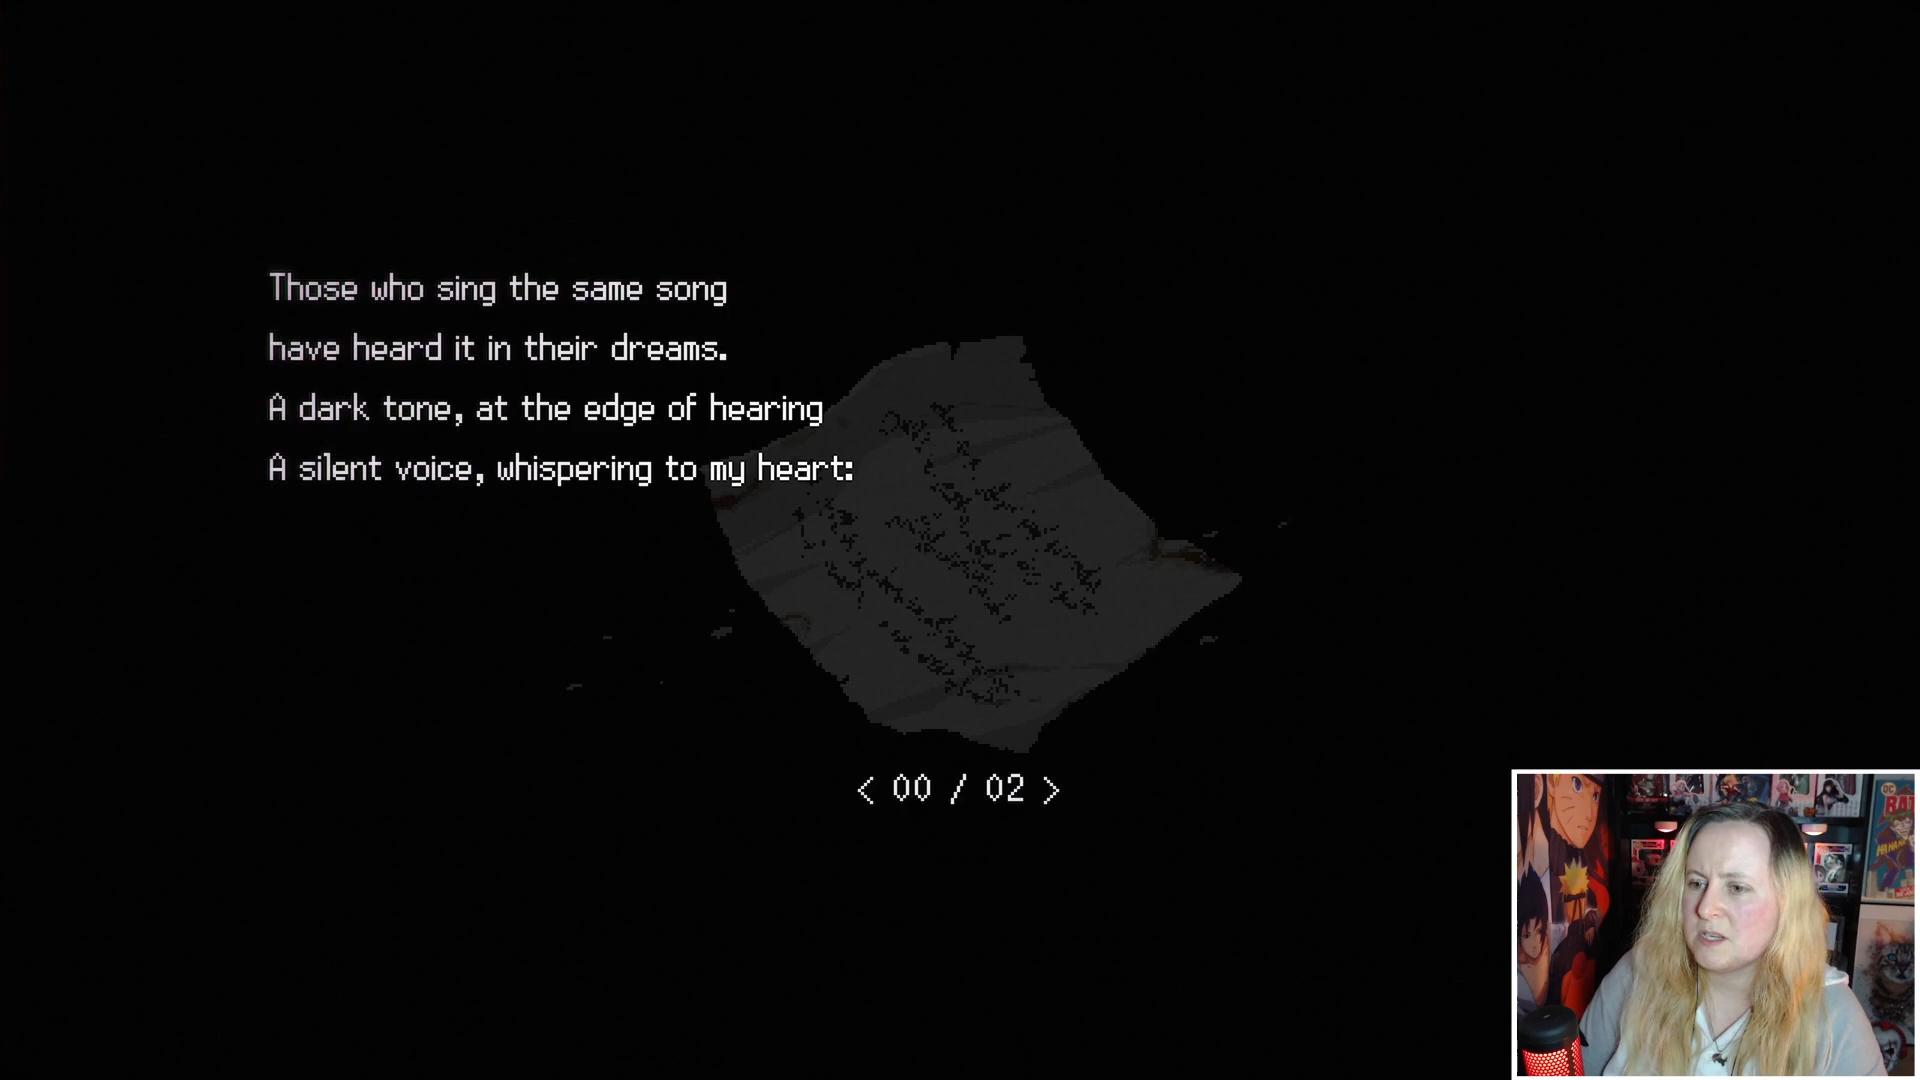 Those who sing the same song
have heard it in their dreams.
A dark tone, at the edge of hearing
A silent voice, whispering to my heart:
< 00 / 02 >
DC